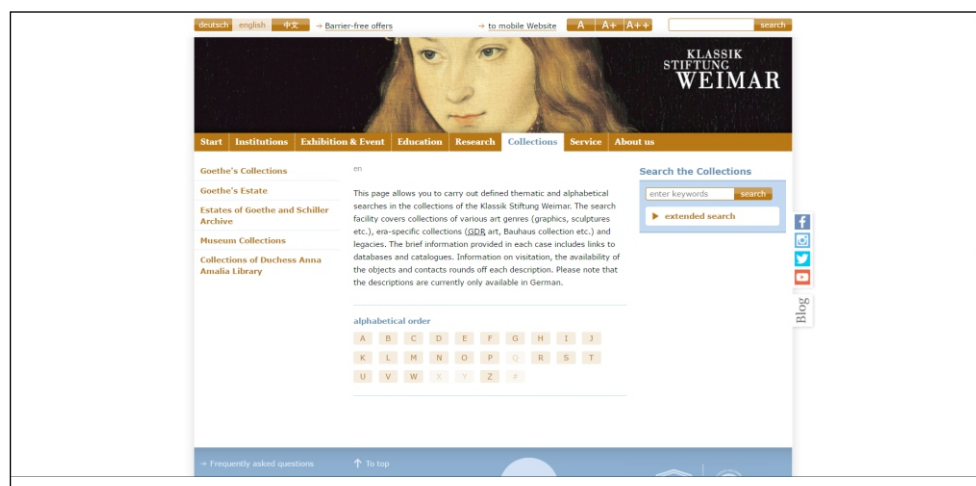 deutsch english 中文 → Barrier-free offers → to mobile Website A A+ A++ search
KLASSIK
STIFTUNG
WEIMAR
Start Institutions Exhibition & Event Education Research Collections Service About us
Goethe's Collections
Goethe's Estate
Estates of Goethe and Schiller
Archive
Museum Collections
Collections of Duchess Anna
Amalia Library
en
This page allows you to carry out defined thematic and alphabetical
searches in the collections of the Klassik Stiftung Weimar. The search
facility covers collections of various art genres (graphics, sculptures
etc.), era-specific collections (GDR art, Bauhaus collection etc.) and
legacies. The brief information provided in each case includes links to
databases and catalogues. Information on visitation, the availability of
the objects and contacts rounds off each description. Please note that
the descriptions are currently only available in German.
alphabetical order
A B C D E F G H I J
K L M N O P Q R S T
U V W X Y Z #
Search the Collections
enter keywords search
extended search
Blog
→ Frequently asked questions ↑ To top